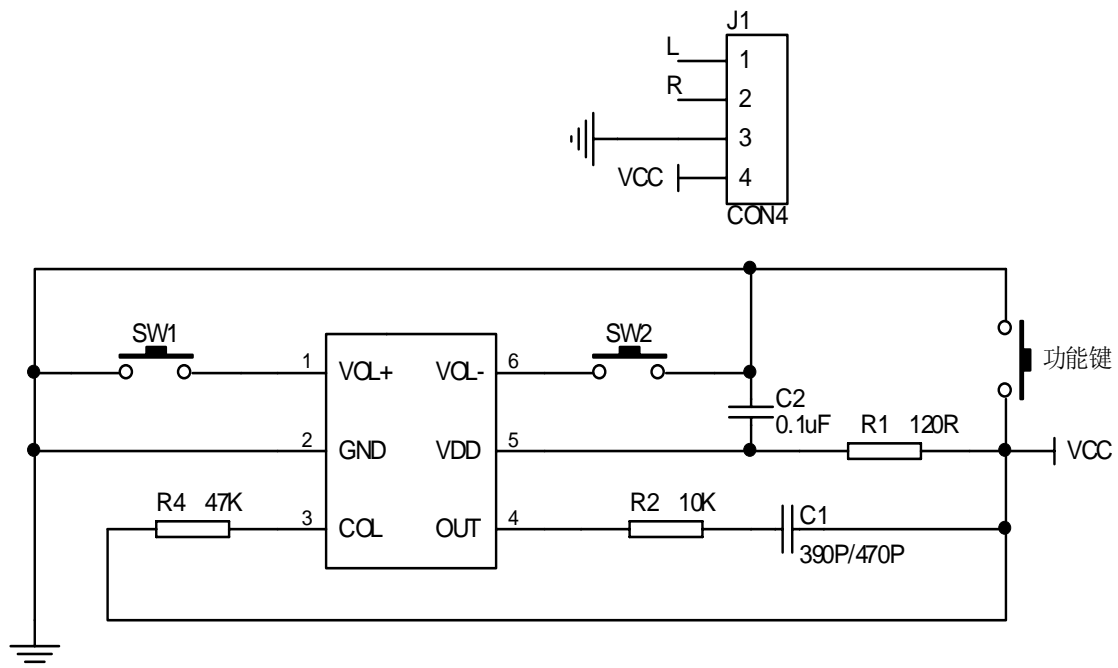 J1
L 1
R 2
3
VCC 4
CON4
SW1 SW2
1 VOL+ VOL- 6
功能键
C2
0.1uF
R1 120R
2 GND VDD 5
VCC
R4 47K
3 COL OUT 4
R2 10K
C1
390P/470P